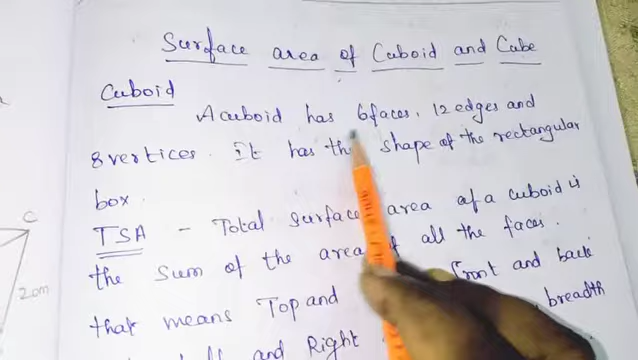 Surface area of Cuboid and Cube
Cuboid
A cuboid has 6 faces, 12 edges and
8 vertices. It has the shape of the rectangular
box.
TSA - Total surface area of a cuboid is
the sum of the area of all the faces.
that means Top and front and back
breadth
and Right
C
2cm